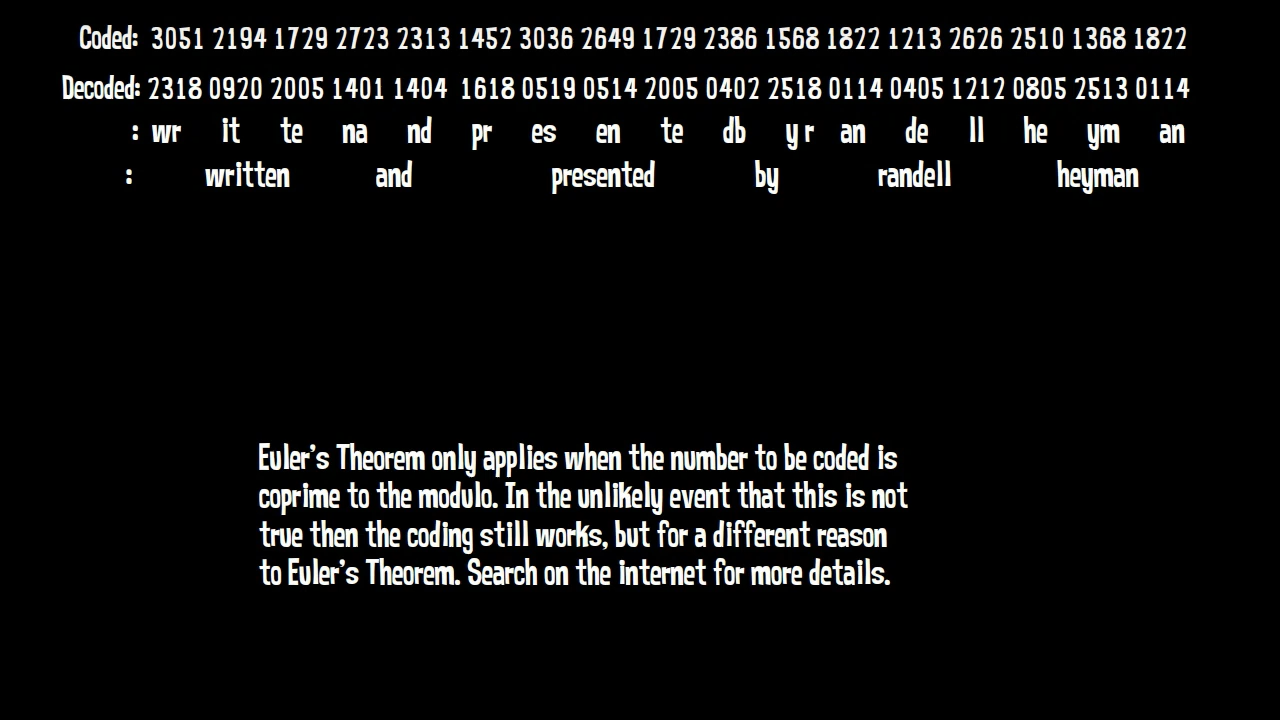 Coded: 3051 2194 1729 2723 2313 1452 3036 2649 1729 2386 1568 1822 1213 2626 2510 1368 1822
Decoded: 2318 0920 2005 1401 1404 1618 0519 0514 2005 0402 2518 0114 0405 1212 0805 2513 0114
: wr it te na nd pr es en te db y r an de ll he ym an
: written and presented by randell heyman
Euler's Theorem only applies when the number to be coded is
coprime to the modulo. In the unlikely event that this is not
true then the coding still works, but for a different reason
to Euler's Theorem. Search on the internet for more details.